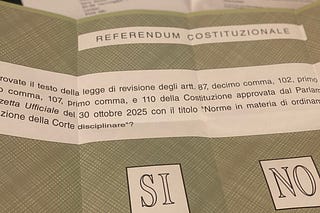 REFERENDUM COSTITUZIONALE
rovate il testo della legge di revisione degli artt. 87, decimo comma, 102, primo
comma, 107, primo comma, e 110 della Costituzione approvata dal Parlam
zetta Ufficiale del 30 ottobre 2025 con il titolo "Norme in materia di ordinam
zione della Corte disciplinare"?
SI
NO